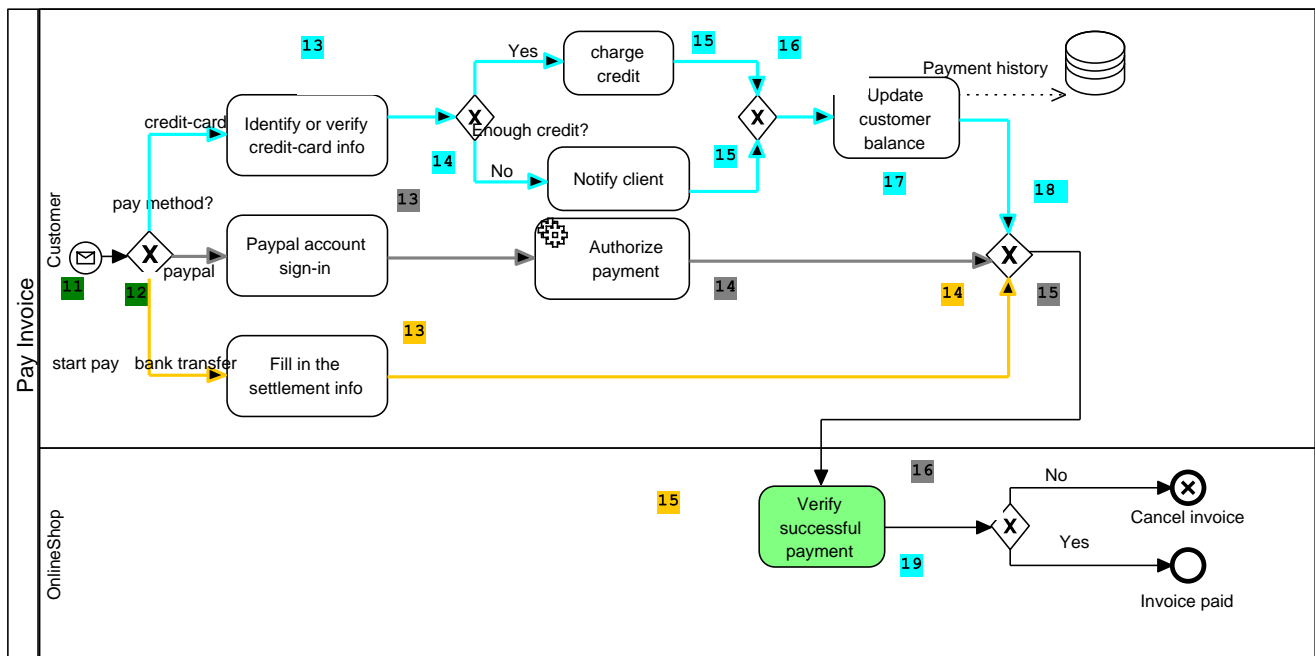 Pay Invoice
Customer
OnlineShop
13
Yes
charge
credit
15
16
Payment history
credit-card
Identify or verify
credit-card info
X
Enough credit?
X
Update
customer
balance
14
No
Notify client
15
17
18
pay method?
13
X
paypal
Paypal account
sign-in
Authorize
payment
X
11
12
14
14
15
13
start pay
bank transfer
Fill in the
settlement info
15
16
Verify
successful
payment
19
X
No
Cancel invoice
Yes
Invoice paid